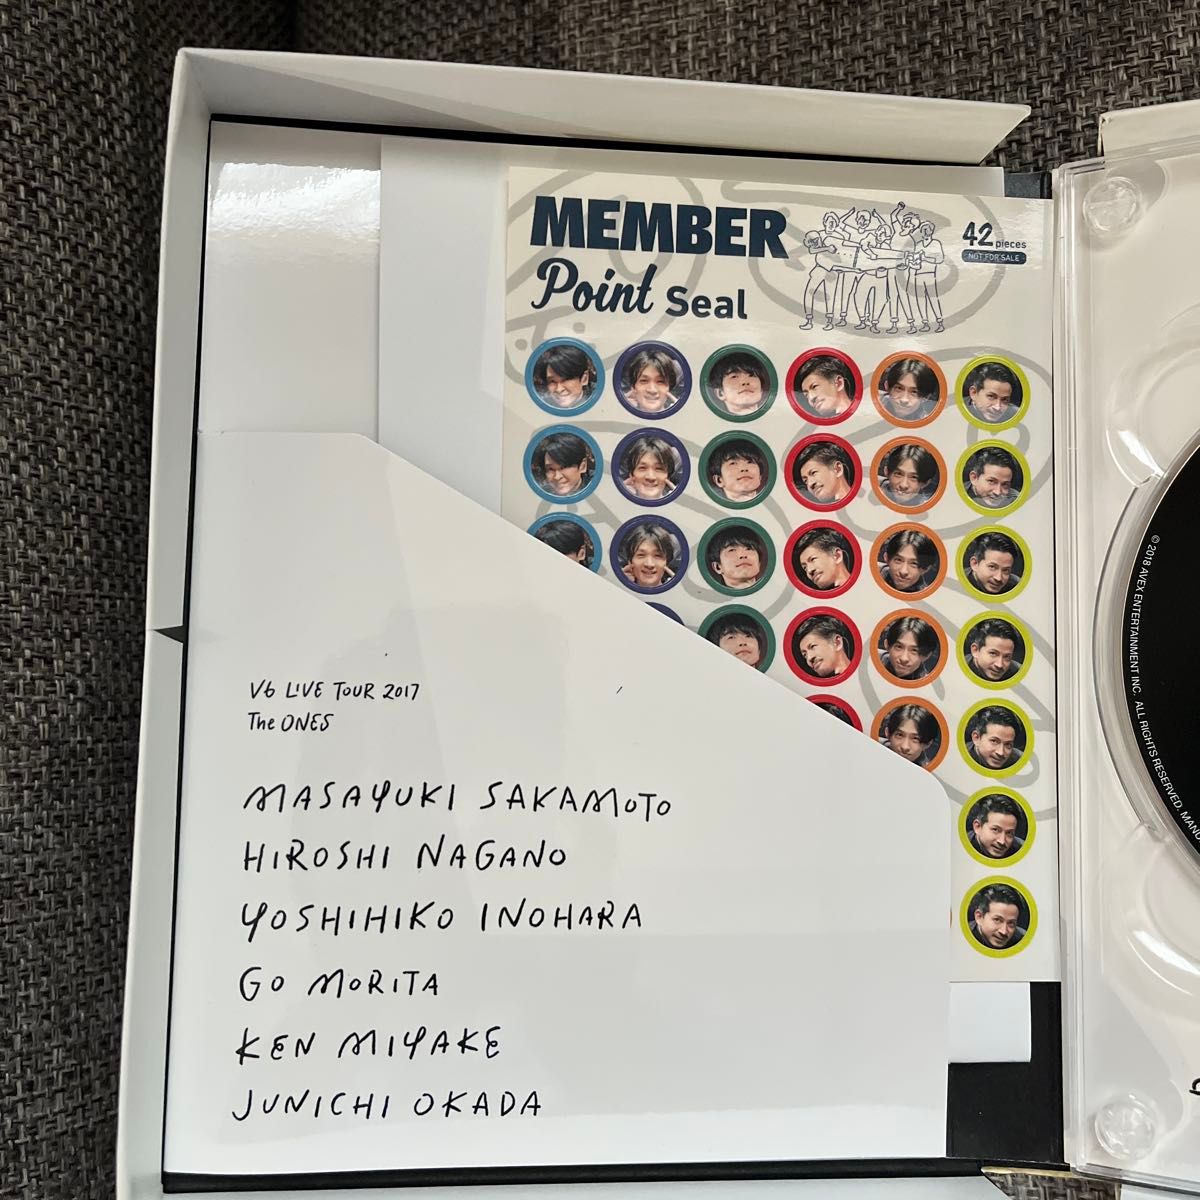 MEMBER
Point Seal
42 pieces
NOT FOR SALE
V6 LIVE TOUR 2017
The ONES
MASAYUKI SAKAMOTO
HIROSHI NAGANO
YOSHIHIKO INOHARA
GO MORITA
KEN MIYAKE
JUNICHI OKADA
© 2018 AVEX ENTERTAINMENT INC. ALL RIGHTS RESERVED.